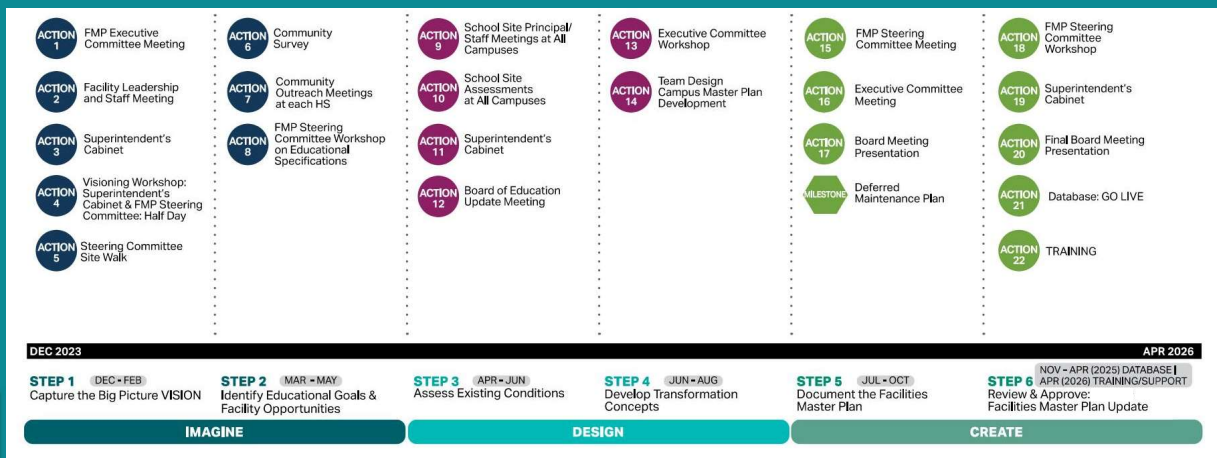 ACTION
1
FMP Executive
Committee Meeting
ACTION
2
Facility Leadership
and Staff Meeting
ACTION
3
Superintendent's
Cabinet
ACTION
4
Visioning Workshop:
Superintendent's
Cabinet & FMP Steering
Committee: Half Day
ACTION
5
Steering Committee
Site Walk
ACTION
6
Community
Survey
ACTION
7
Community
Outreach Meetings
at each HS
ACTION
8
FMP Steering
Committee Workshop
on Educational
Specifications
ACTION
9
School Site Principal/
Staff Meetings at All
Campuses
ACTION
10
School Site
Assessments
at All Campuses
ACTION
11
Superintendent's
Cabinet
ACTION
12
Board of Education
Update Meeting
ACTION
13
Executive Committee
Workshop
ACTION
14
Team Design
Campus Master Plan
Development
ACTION
15
FMP Steering
Committee Meeting
ACTION
16
Executive Committee
Meeting
ACTION
17
Board Meeting
Presentation
MILESTONE
Deferred
Maintenance Plan
ACTION
18
FMP Steering
Committee
Workshop
ACTION
19
Superintendent's
Cabinet
ACTION
20
Final Board Meeting
Presentation
ACTION
21
Database: GO LIVE
ACTION
22
TRAINING
DEC 2023
APR 2026
STEP 1 DEC - FEB
Capture the Big Picture VISION
STEP 2 MAR - MAY
Identify Educational Goals &
Facility Opportunities
STEP 3 APR - JUN
Assess Existing Conditions
STEP 4 JUN - AUG
Develop Transformation
Concepts
STEP 5 JUL - OCT
Document the Facilities
Master Plan
STEP 6 NOV - APR (2025) DATABASE |
APR (2026) TRAINING/SUPPORT
Review & Approve:
Facilities Master Plan Update
IMAGINE
DESIGN
CREATE